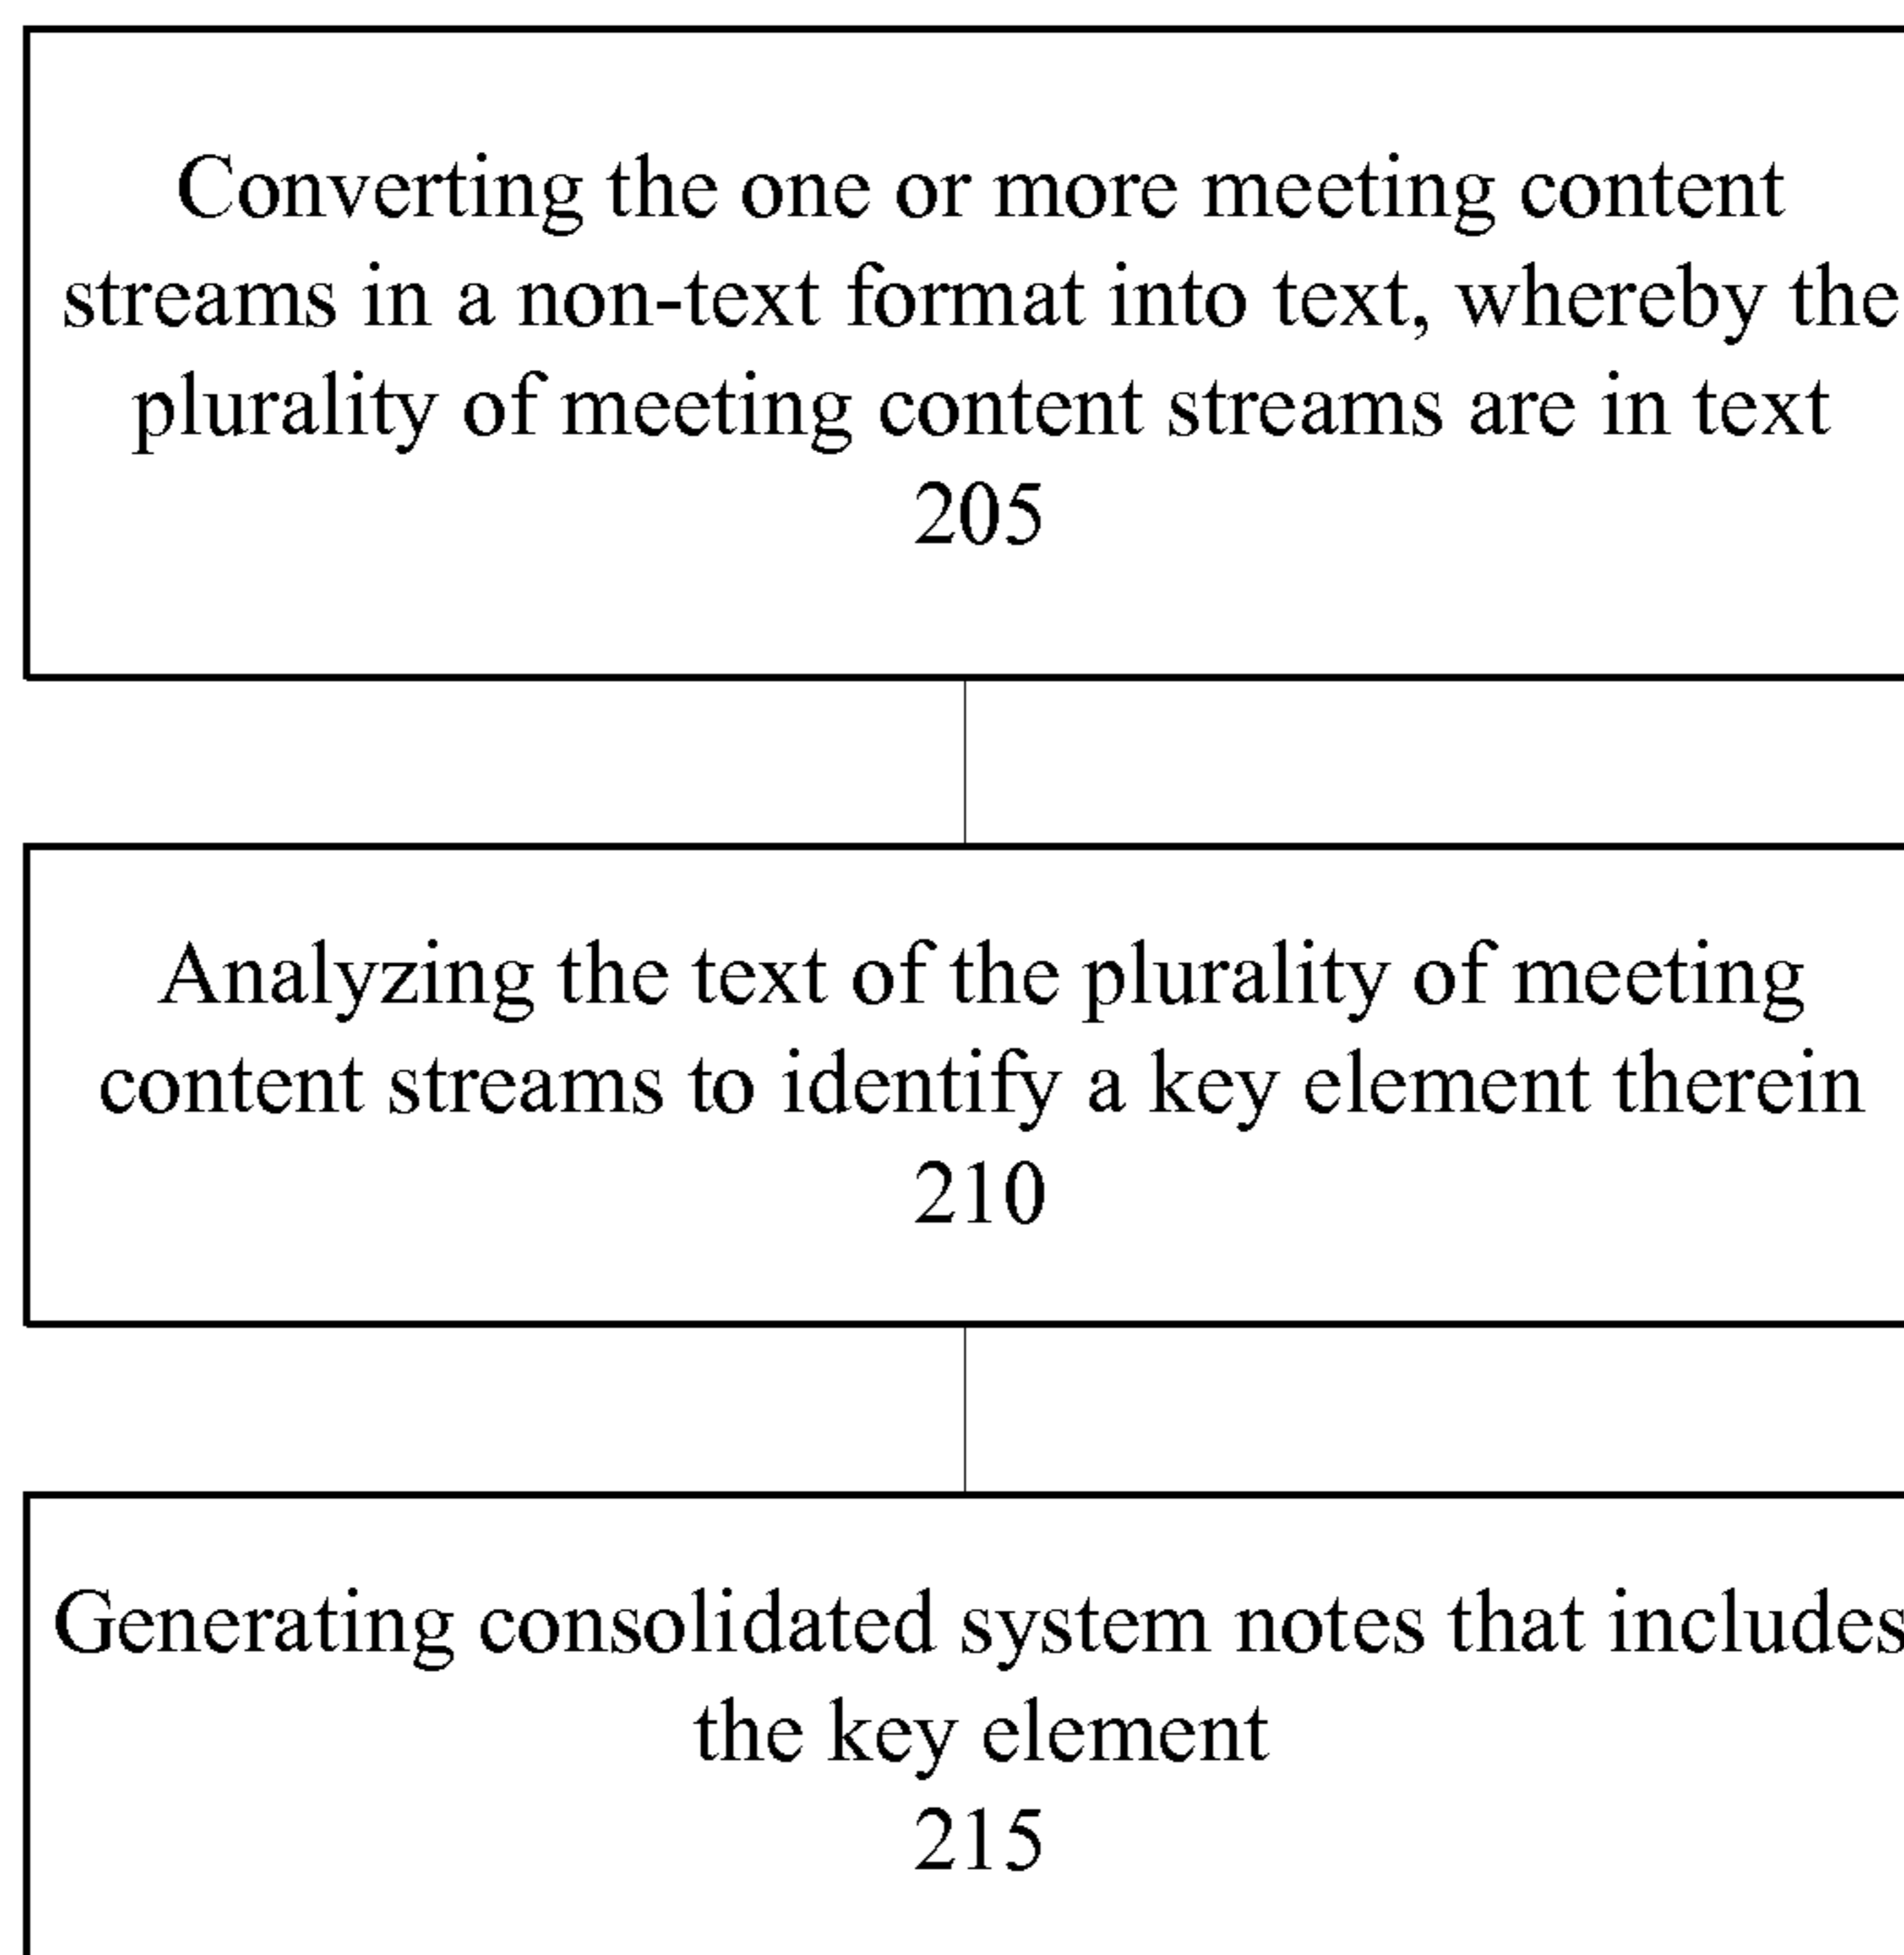 Converting the one or more meeting content
streams in a non-text format into text, whereby the
plurality of meeting content streams are in text
205
Analyzing the text of the plurality of meeting
content streams to identify a key element therein
210
Generating consolidated system notes that includes
the key element
215